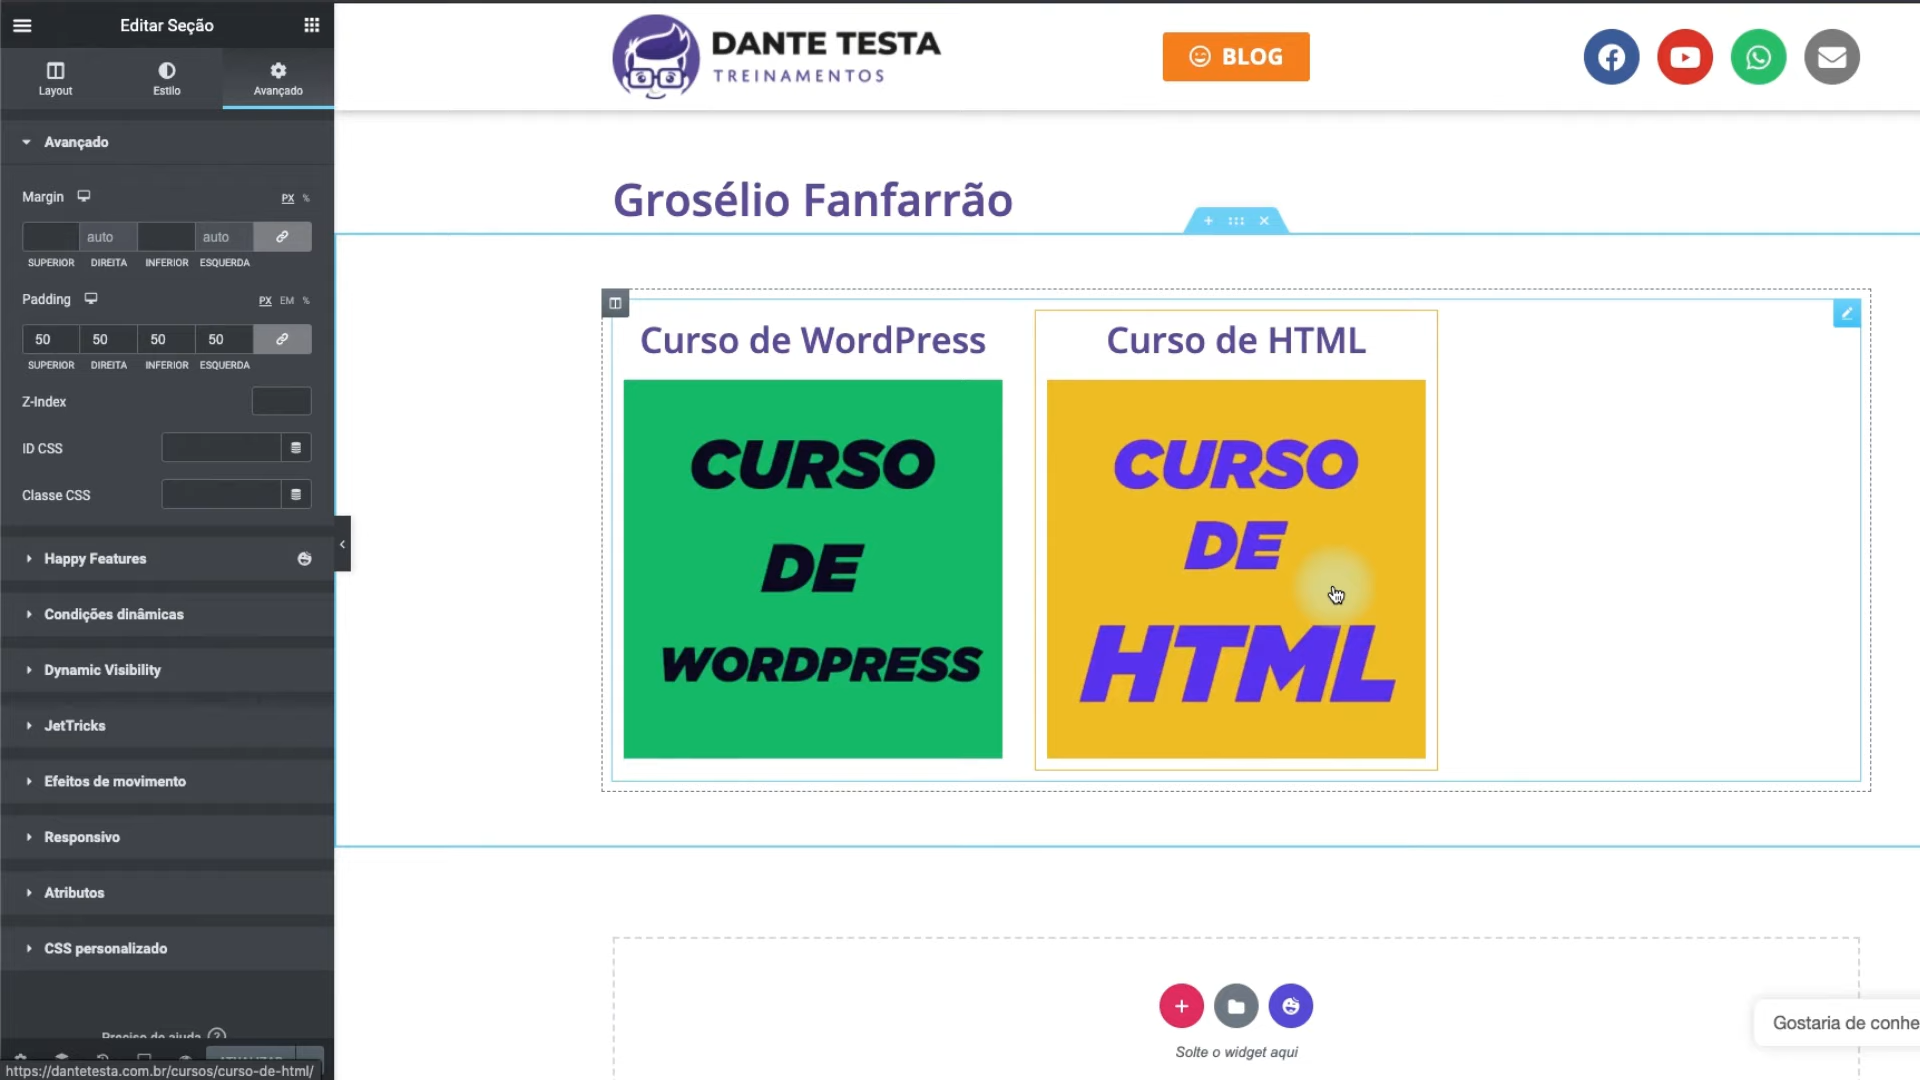 Editar Seção
Layout
Estilo
Avançado
Avançado
Margin
PX %
auto
auto
SUPERIOR DIREITA INFERIOR ESQUERDA
Padding
PX EM %
50 50 50 50
SUPERIOR DIREITA INFERIOR ESQUERDA
Z-Index
ID CSS
Classe CSS
Happy Features
Condições dinâmicas
Dynamic Visibility
JetTricks
Efeitos de movimento
Responsivo
Atributos
CSS personalizado
Precisa de ajuda ?
https://dantetesta.com.br/cursos/curso-de-html/
DANTE TESTA
TREINAMENTOS
BLOG
Grosélio Fanfarrão
Curso de WordPress
CURSO
DE
WORDPRESS
Curso de HTML
CURSO
DE
HTML
Solte o widget aqui
Gostaria de conhe